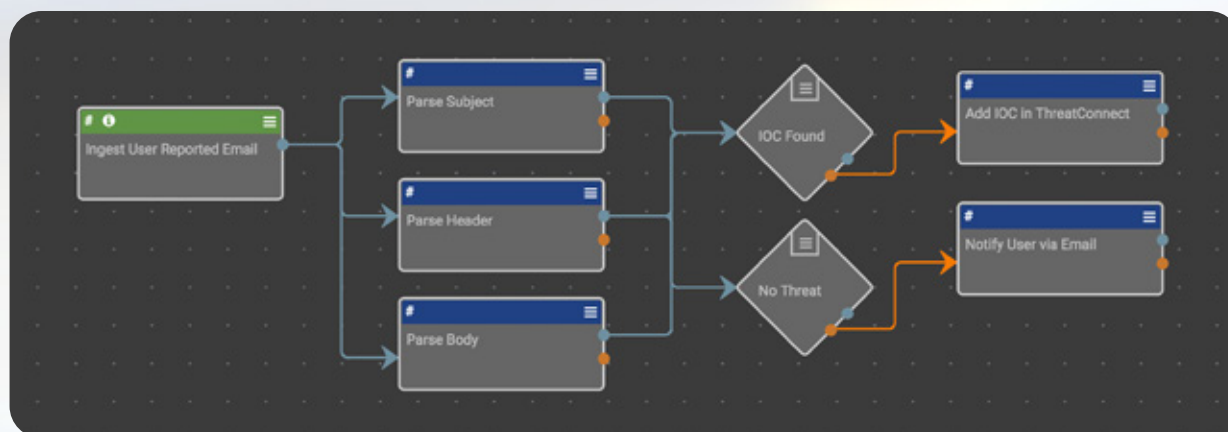 #
Ingest User Reported Email
#
Parse Subject
#
Parse Header
#
Parse Body
IOC Found
No Threat
#
Add IOC in ThreatConnect
#
Notify User via Email